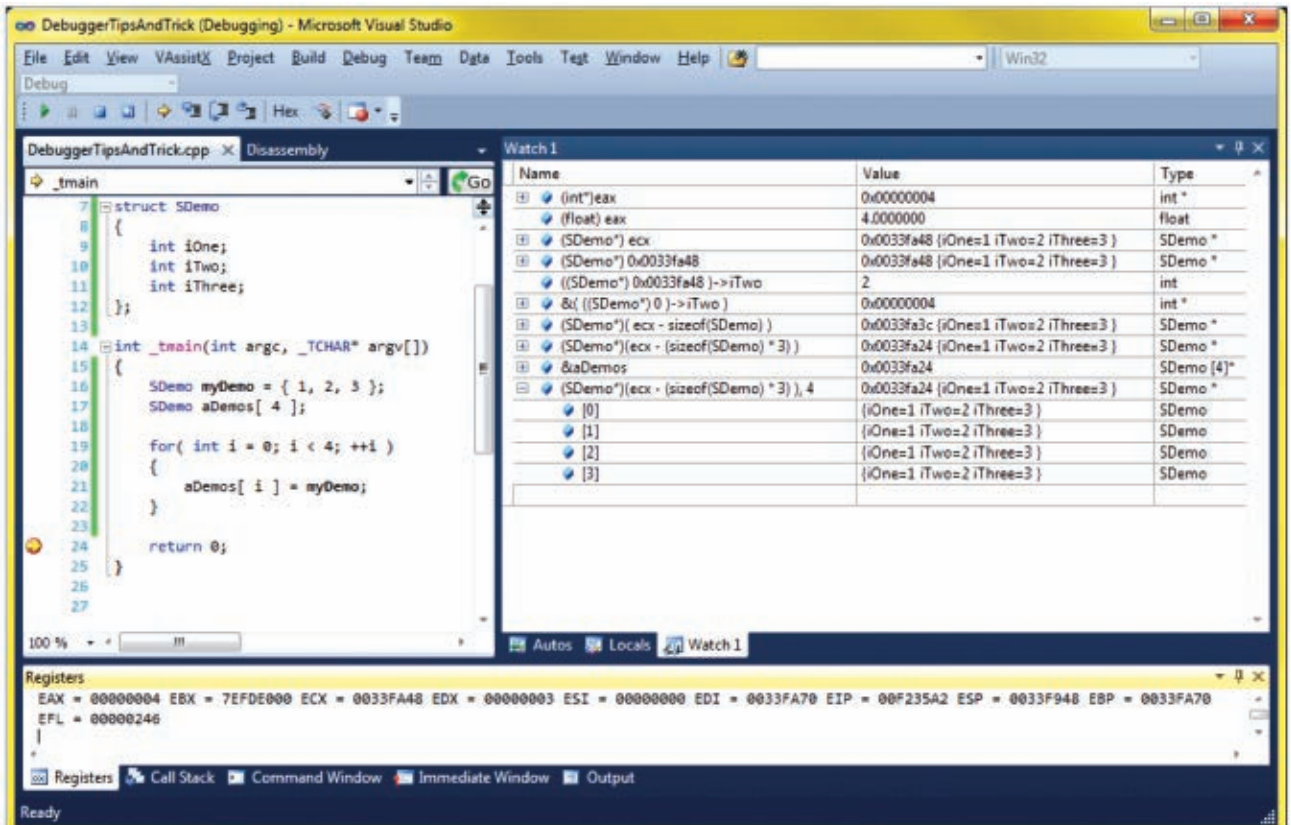 DebuggerTipsAndTrick (Debugging) - Microsoft Visual Studio
File Edit View VAssistX Project Build Debug Team Data Tools Test Window Help Win32
Debug
Hex
DebuggerTipsAndTrick.cpp Disassembly
_tmain Go
7 struct SDemo
8 {
9 int iOne;
10 int iTwo;
11 int iThree;
12 };
13
14 int _tmain(int argc, _TCHAR* argv[])
15 {
16 SDemo myDemo = { 1, 2, 3 };
17 SDemo aDemos[ 4 ];
18
19 for( int i = 0; i < 4; ++i )
20 {
21 aDemos[ i ] = myDemo;
22 }
23
24 return 0;
25 }
26
27
100 %
Watch 1
Name Value Type
(int*)eax 0x00000004 int *
(float) eax 4.0000000 float
(SDemo*) ecx 0x0033fa48 {iOne=1 iTwo=2 iThree=3 } SDemo *
(SDemo*) 0x0033fa48 0x0033fa48 {iOne=1 iTwo=2 iThree=3 } SDemo *
((SDemo*) 0x0033fa48 )->iTwo 2 int
&( ((SDemo*) 0 )->iTwo ) 0x00000004 int *
(SDemo*)( ecx - sizeof(SDemo) ) 0x0033fa3c {iOne=1 iTwo=2 iThree=3 } SDemo *
(SDemo*)(ecx - (sizeof(SDemo) * 3) ) 0x0033fa24 {iOne=1 iTwo=2 iThree=3 } SDemo *
&aDemos 0x0033fa24 SDemo [4]*
(SDemo*)(ecx - (sizeof(SDemo) * 3) ), 4 0x0033fa24 {iOne=1 iTwo=2 iThree=3 } SDemo *
[0] {iOne=1 iTwo=2 iThree=3 } SDemo
[1] {iOne=1 iTwo=2 iThree=3 } SDemo
[2] {iOne=1 iTwo=2 iThree=3 } SDemo
[3] {iOne=1 iTwo=2 iThree=3 } SDemo
Autos Locals Watch 1
Registers
EAX = 00000004 EBX = 7EFDE000 ECX = 0033FA48 EDX = 00000003 ESI = 00000000 EDI = 0033FA70 EIP = 00F235A2 ESP = 0033F948 EBP = 0033FA70
EFL = 00000246
Registers Call Stack Command Window Immediate Window Output
Ready